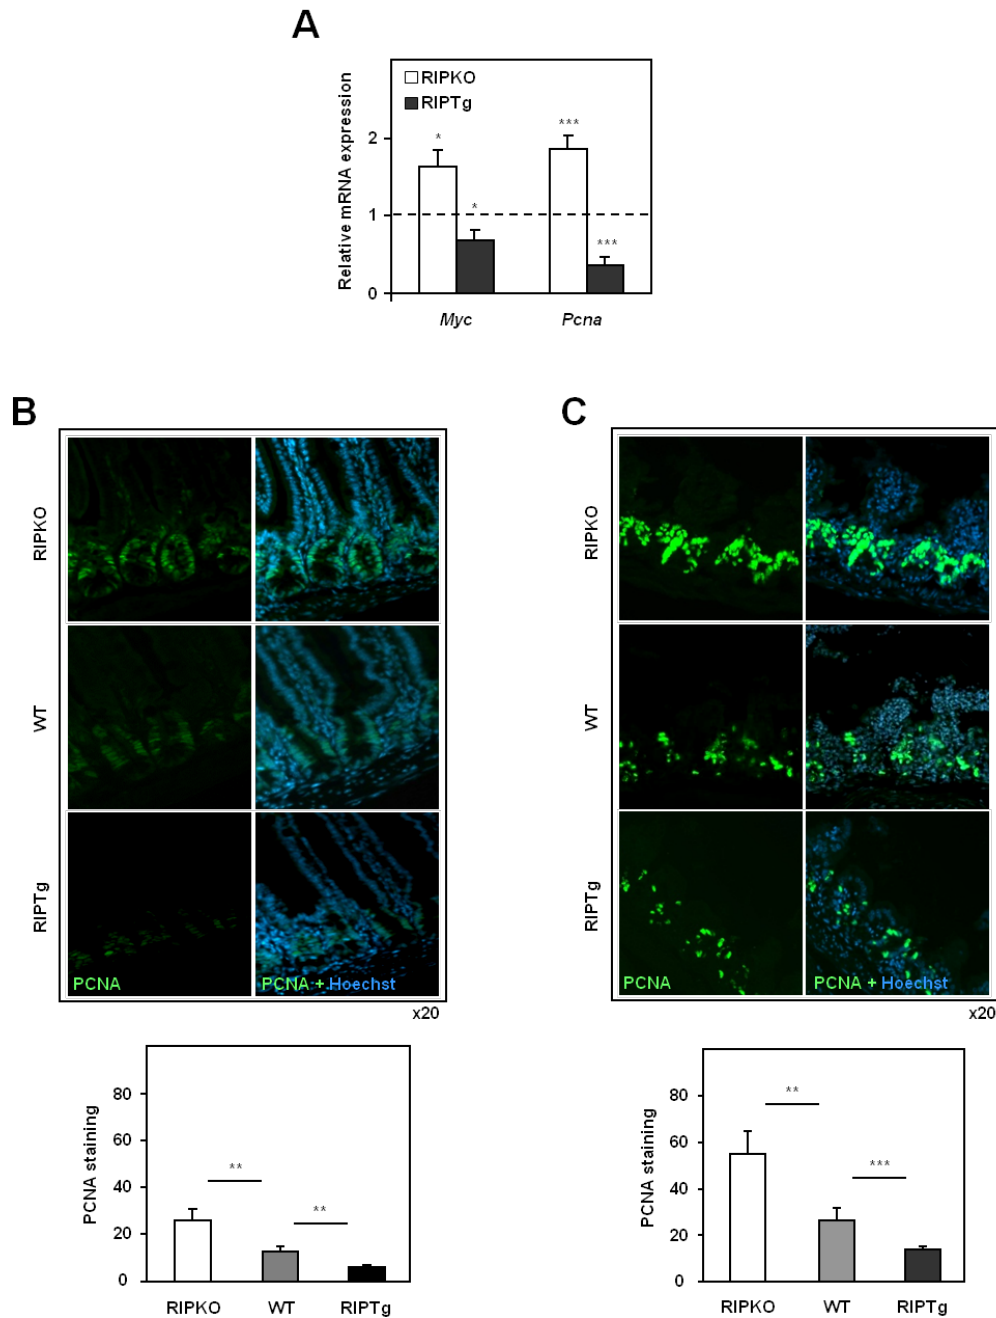 A
Relative mRNA expression
RIPKO
RIPTg
2
1
0
*
*
***
***
Myc
Pcna
B
RIPKO
WT
RIPTg
PCNA
PCNA + Hoechst
x20
PCNA staining
80
60
40
20
0
**
**
RIPKO
WT
RIPTg
C
RIPKO
WT
RIPTg
PCNA
PCNA + Hoechst
x20
PCNA staining
80
60
40
20
0
**
***
RIPKO
WT
RIPTg